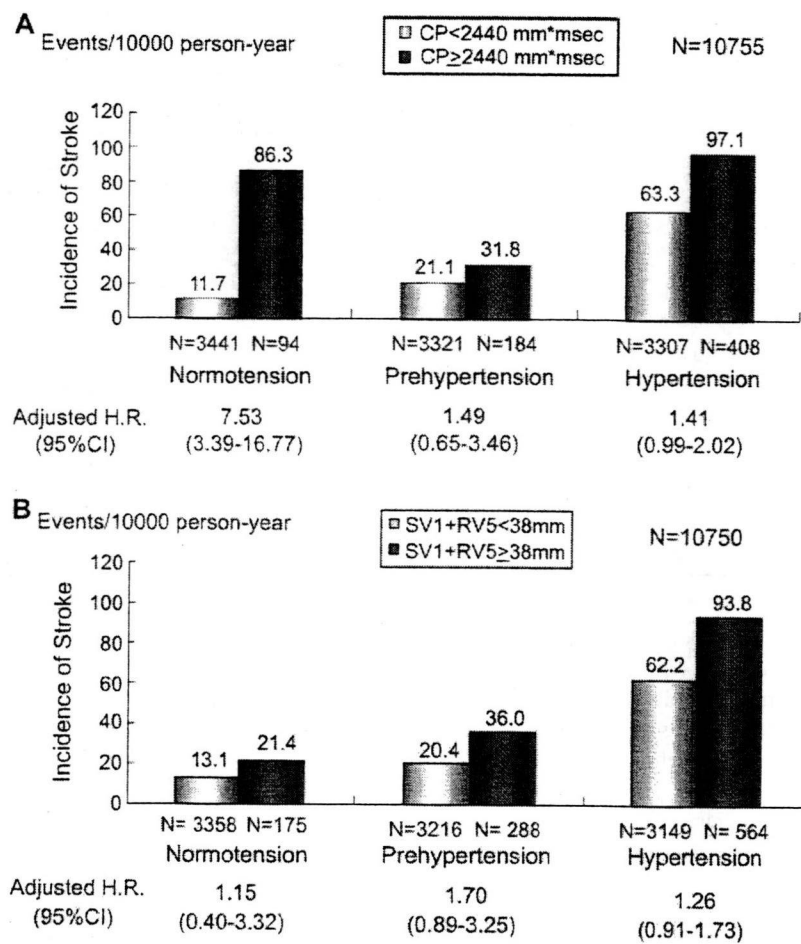 A
Events/10000 person-year
CP<2440 mm*msec
CP≥2440 mm*msec
N=10755
Incidence of Stroke
120
100
80
60
40
20
0
11.7
86.3
21.1
31.8
63.3
97.1
N=3441 N=94 N=3321 N=184 N=3307 N=408
Normotension Prehypertension Hypertension
Adjusted H.R. 7.53 1.49 1.41
(95%CI) (3.39-16.77) (0.65-3.46) (0.99-2.02)
B
Events/10000 person-year
SV1+RV5<38mm
SV1+RV5≥38mm
N=10750
Incidence of Stroke
120
100
80
60
40
20
0
13.1
21.4
20.4
36.0
62.2
93.8
N= 3358 N=175 N=3216 N= 288 N=3149 N= 564
Normotension Prehypertension Hypertension
Adjusted H.R. 1.15 1.70 1.26
(95%CI) (0.40-3.32) (0.89-3.25) (0.91-1.73)